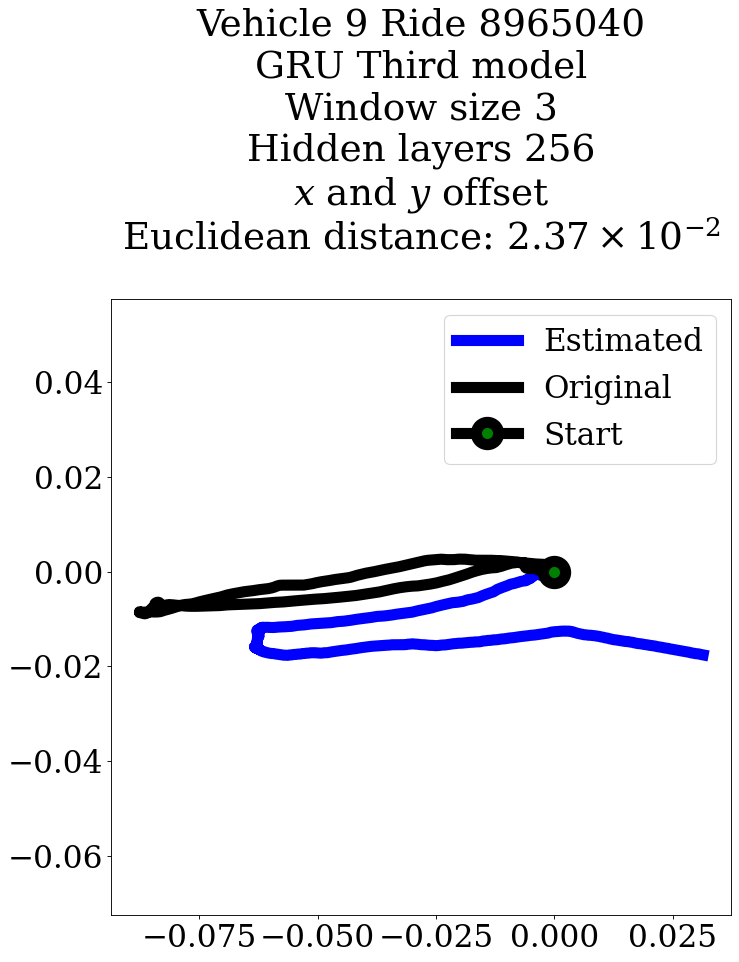 Vehicle 9 Ride 8965040
GRU Third model
Window size 3
Hidden layers 256
x and y offset
Euclidean distance: 2.37 × 10⁻²
Estimated
Original
Start
0.04
0.02
0.00
−0.02
−0.04
−0.06
−0.075 −0.050 −0.025 0.000 0.025